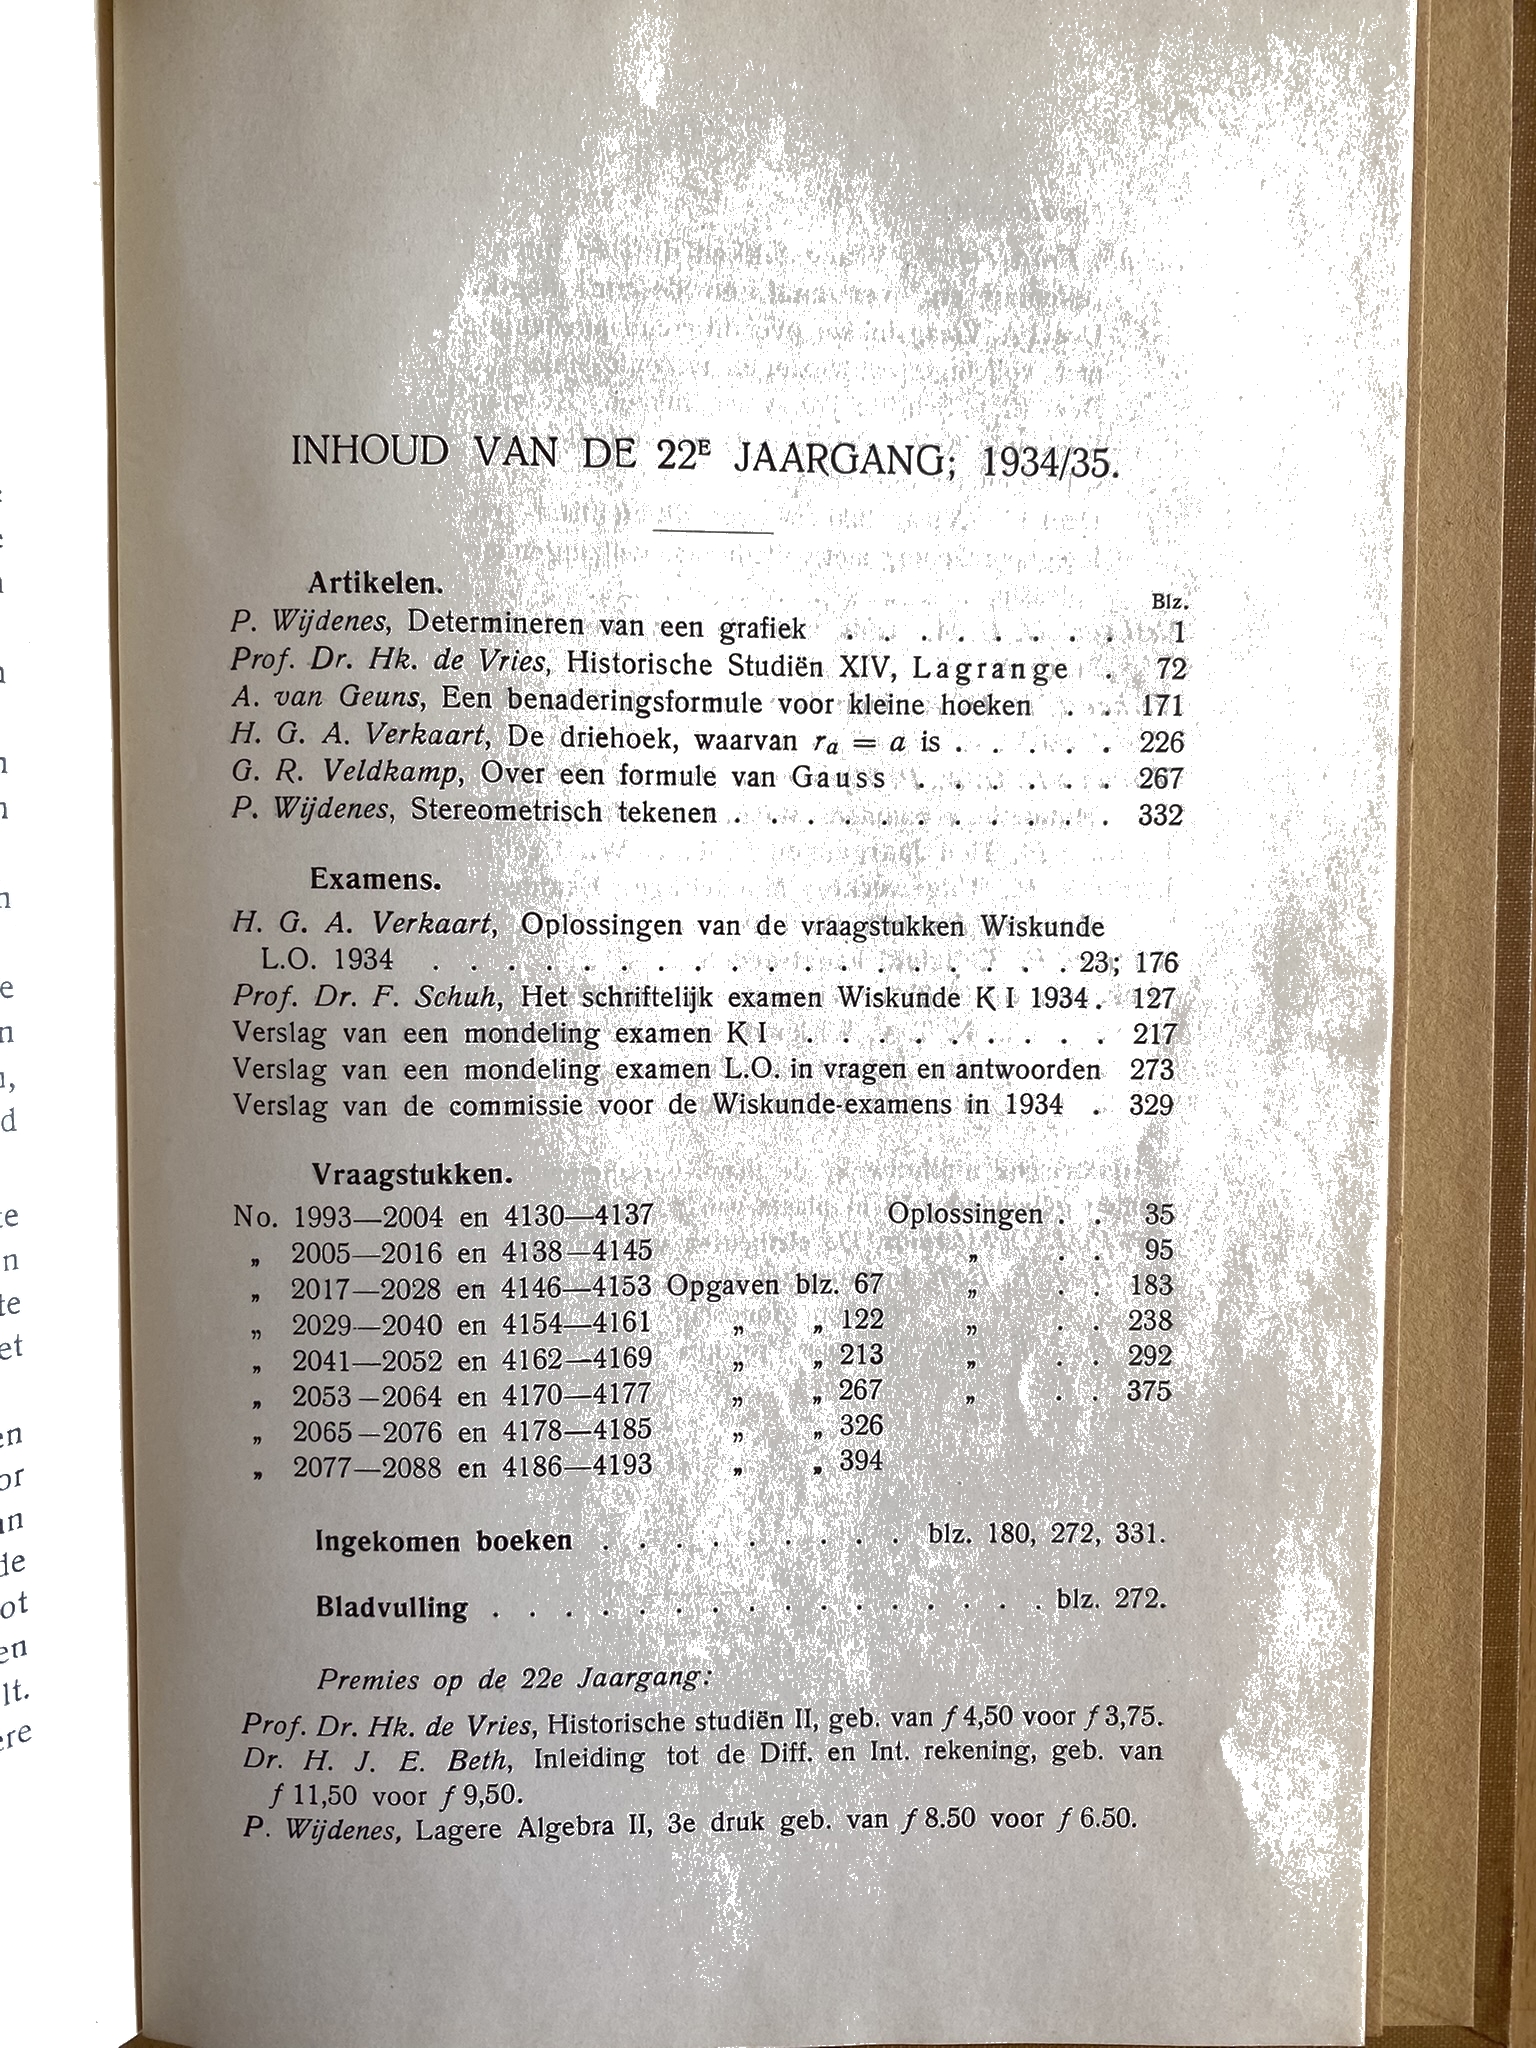 INHOUD VAN DE 22E JAARGANG; 1934/35.
Artikelen.
Blz.
P. Wijdenes, Determineren van een grafiek . . . . . . . . 1
Prof. Dr. Hk. de Vries, Historische Studiën XIV, Lagrange . 72
A. van Geuns, Een benaderingsformule voor kleine hoeken . . 171
H. G. A. Verkaart, De driehoek, waarvan ra = a is . . . . . 226
G. R. Veldkamp, Over een formule van Gauss . . . . . . 267
P. Wijdenes, Stereometrisch tekenen . . . . . . . . . . . 332
Examens.
H. G. A. Verkaart, Oplossingen van de vraagstukken Wiskunde
L.O. 1934 . . . . . . . . . . . . . . . . . . 23; 176
Prof. Dr. F. Schuh, Het schriftelijk examen Wiskunde K I 1934. 127
Verslag van een mondeling examen K I . . . . . . . . . 217
Verslag van een mondeling examen L.O. in vragen en antwoorden 273
Verslag van de commissie voor de Wiskunde-examens in 1934 . 329
Vraagstukken.
No. 1993—2004 en 4130—4137 Oplossingen . . 35
„ 2005—2016 en 4138—4145 „ . . 95
„ 2017—2028 en 4146—4153 Opgaven blz. 67 „ . . 183
„ 2029—2040 en 4154—4161 „ „ 122 „ . . 238
„ 2041—2052 en 4162—4169 „ „ 213 „ . . 292
„ 2053—2064 en 4170—4177 „ „ 267 „ . . 375
„ 2065—2076 en 4178—4185 „ „ 326
„ 2077—2088 en 4186—4193 „ „ 394
Ingekomen boeken . . . . . . . . . blz. 180, 272, 331.
Bladvulling . . . . . . . . . . . . . . . . blz. 272.
Premies op de 22e Jaargang:
Prof. Dr. Hk. de Vries, Historische studiën II, geb. van f 4,50 voor f 3,75.
Dr. H. J. E. Beth, Inleiding tot de Diff. en Int. rekening, geb. van
f 11,50 voor f 9,50.
P. Wijdenes, Lagere Algebra II, 3e druk geb. van f 8.50 voor f 6.50.